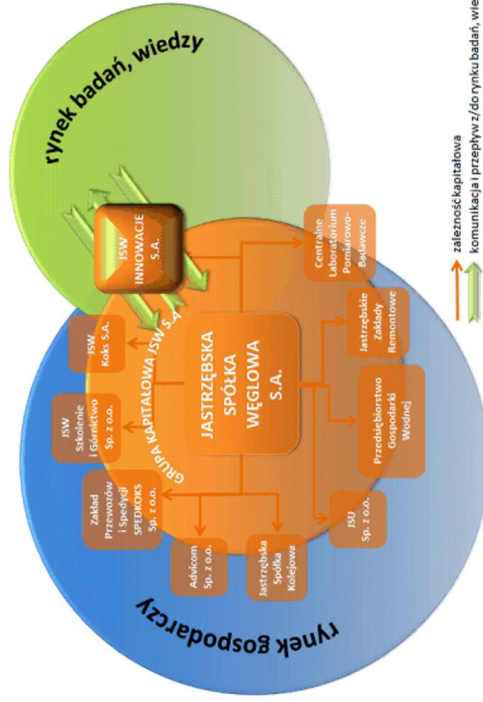 rynek badań, wiedzy
rynek gospodarczy
GRUPA KAPITAŁOWA JSW S.A
JSW
INNOWACJE
S.A.
JSW
Koks S.A.
JSW
Szkolenie
i Górnictwo
Sp. z o.o.
Zakład
Przewozów
i Spedycji
SPEDKOKS
Sp. z o.o.
Advicom
Sp. z o.o.
Jastrzębska
Spółka
Kolejowa
JASTRZĘBSKA
SPÓŁKA
WĘGLOWA
S.A.
JSU
Sp. z o.o.
Przedsiębiorstwo
Gospodarki
Wodnej
Jastrzębskie
Zakłady
Remontowe
Centralne
Laboratorium
Pomiarowo-
Badawcze
zależność kapitałowa
komunikacja i przepływ z/do rynku badań, wie